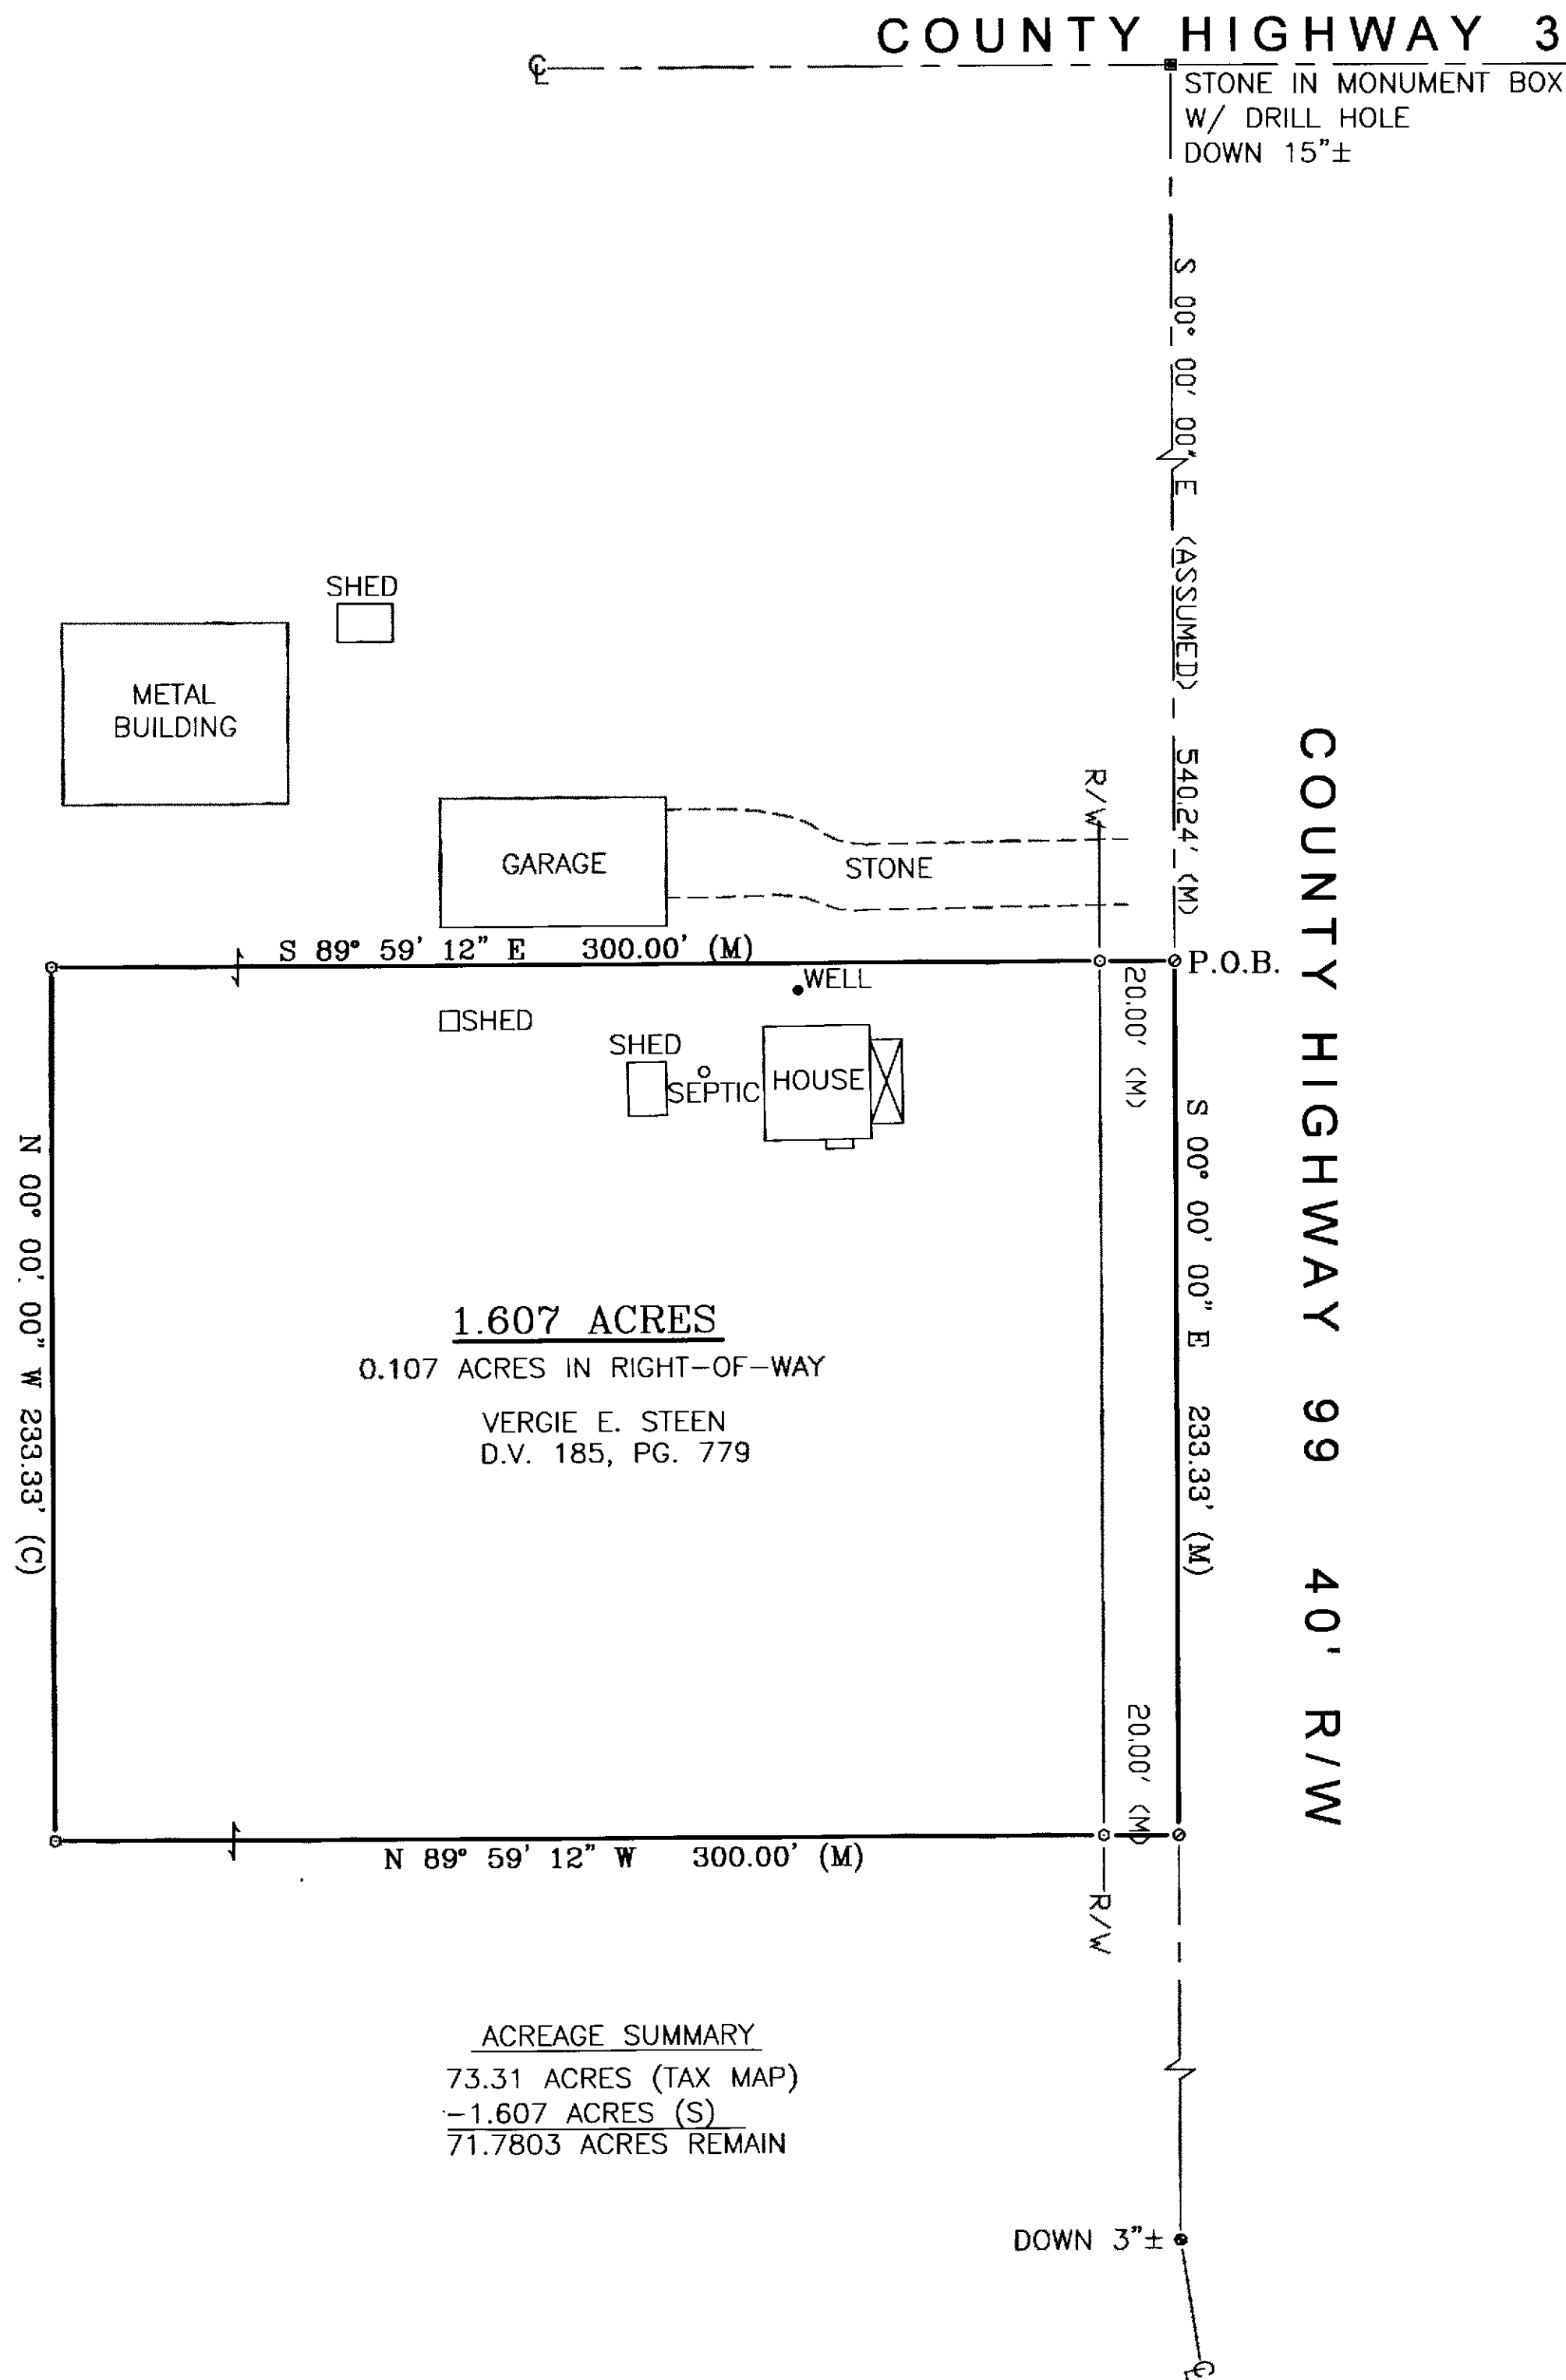 COUNTY HIGHWAY 3
℄
STONE IN MONUMENT BOX
W/ DRILL HOLE
DOWN 15"±
S 00° 00' 00" E (ASSUMED) 540.24' (M)
SHED
METAL
BUILDING
R/W
GARAGE
STONE
COUNTY HIGHWAY 99 40' R/W
S 89° 59' 12" E 300.00' (M)
P.O.B.
WELL
20.00' (M)
SHED
SHED
SEPTIC
HOUSE
S 00° 00' 00" E 233.33' (M)
N 00° 00' 00" W 233.33' (C)
1.607 ACRES
0.107 ACRES IN RIGHT-OF-WAY
VERGIE E. STEEN
D.V. 185, PG. 779
20.00' (M)
N 89° 59' 12" W 300.00' (M)
R/W
ACREAGE SUMMARY
73.31 ACRES (TAX MAP)
-1.607 ACRES (S)
71.7803 ACRES REMAIN
DOWN 3"±
℄